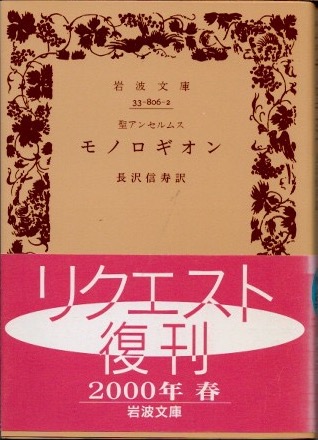 岩波文庫
33-806-2
聖アンセルムス
モノロギオン
長沢信寿訳
リクエスト
復刊
2000年 春
岩波文庫